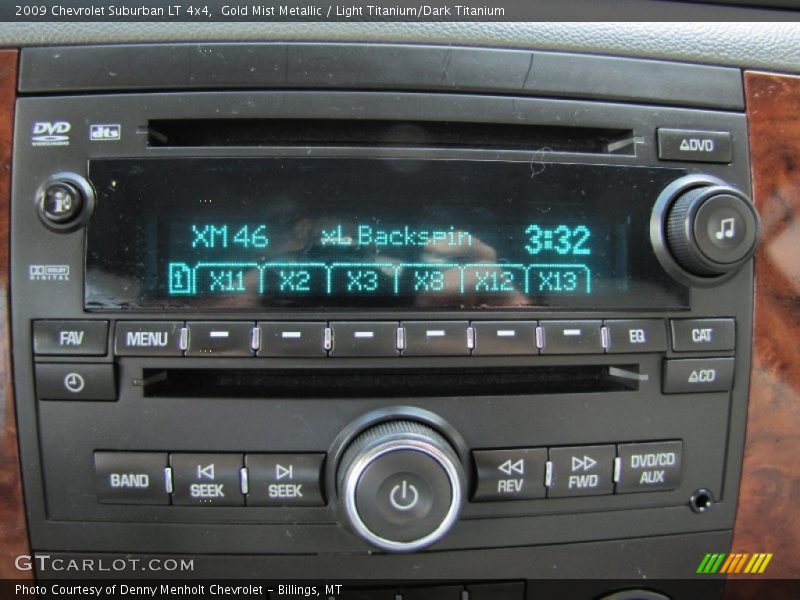 2009 Chevrolet Suburban LT 4x4, Gold Mist Metallic / Light Titanium/Dark Titanium
DVD dts
DVD
i
XM46 xL Backspin 3:32
DOLBY DIGITAL
1 X11 X2 X3 X8 X12 X13
FAV MENU EQ CAT
CD
BAND SEEK SEEK REV FWD DVD/CD AUX
GTCARLOT.COM
Photo Courtesy of Denny Menholt Chevrolet - Billings, MT